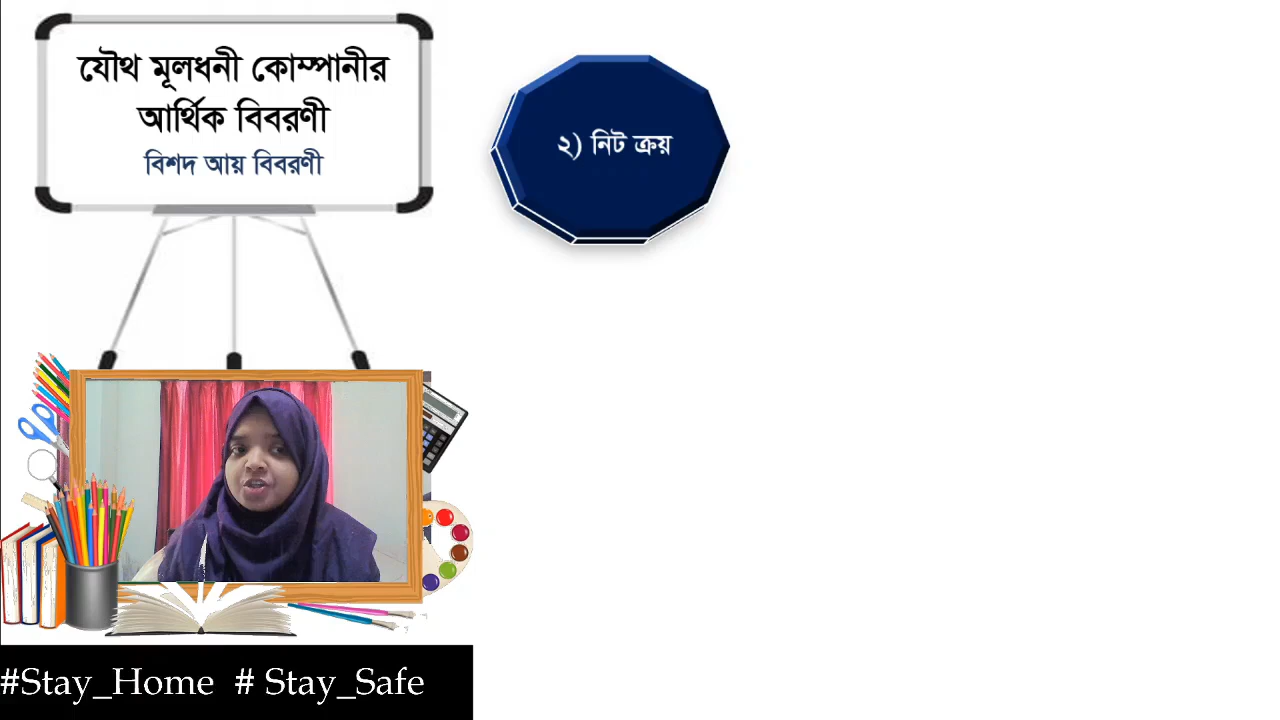 যৌথ মূলধনী কোম্পানীর
আর্থিক বিবরণী
বিশদ আয় বিবরণী
২) নিট ক্রয়
#Stay_Home # Stay_Safe